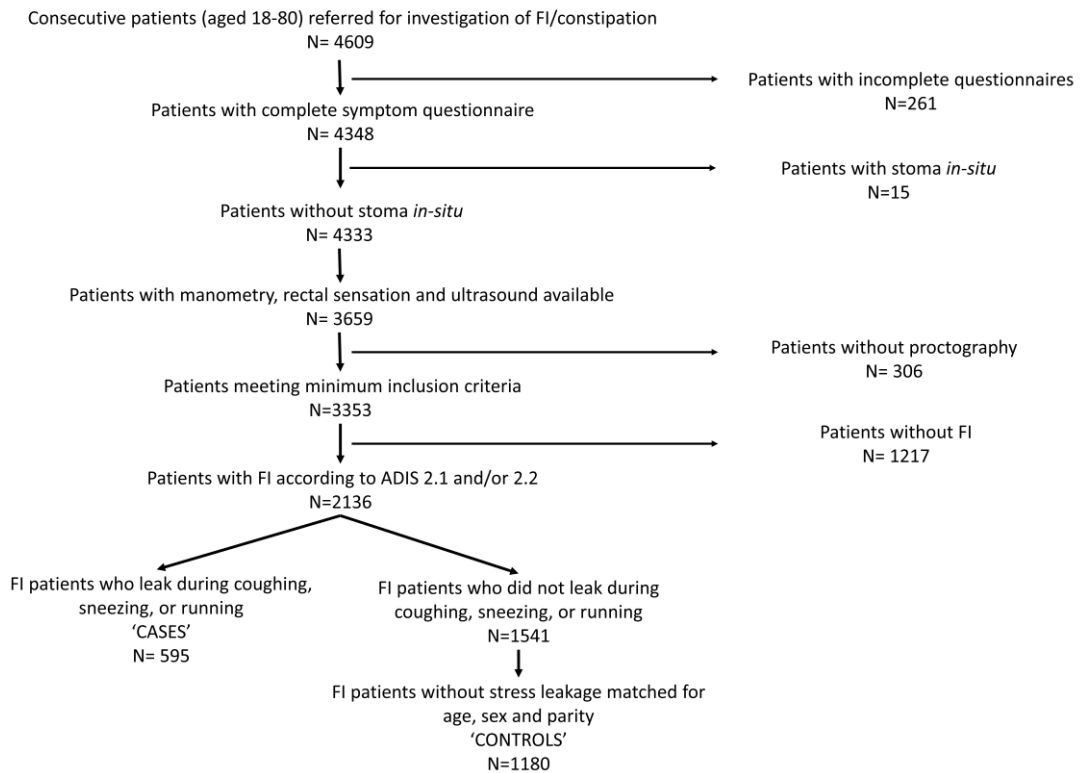 Consecutive patients (aged 18-80) referred for investigation of FI/constipation
N= 4609
Patients with incomplete questionnaires
N=261
Patients with complete symptom questionnaire
N= 4348
Patients with stoma in-situ
N=15
Patients without stoma in-situ
N= 4333
Patients with manometry, rectal sensation and ultrasound available
N= 3659
Patients without proctography
N= 306
Patients meeting minimum inclusion criteria
N=3353
Patients without FI
N= 1217
Patients with FI according to ADIS 2.1 and/or 2.2
N=2136
FI patients who leak during coughing,
sneezing, or running
‘CASES’
N= 595
FI patients who did not leak during
coughing, sneezing, or running
N=1541
FI patients without stress leakage matched for
age, sex and parity
‘CONTROLS’
N=1180